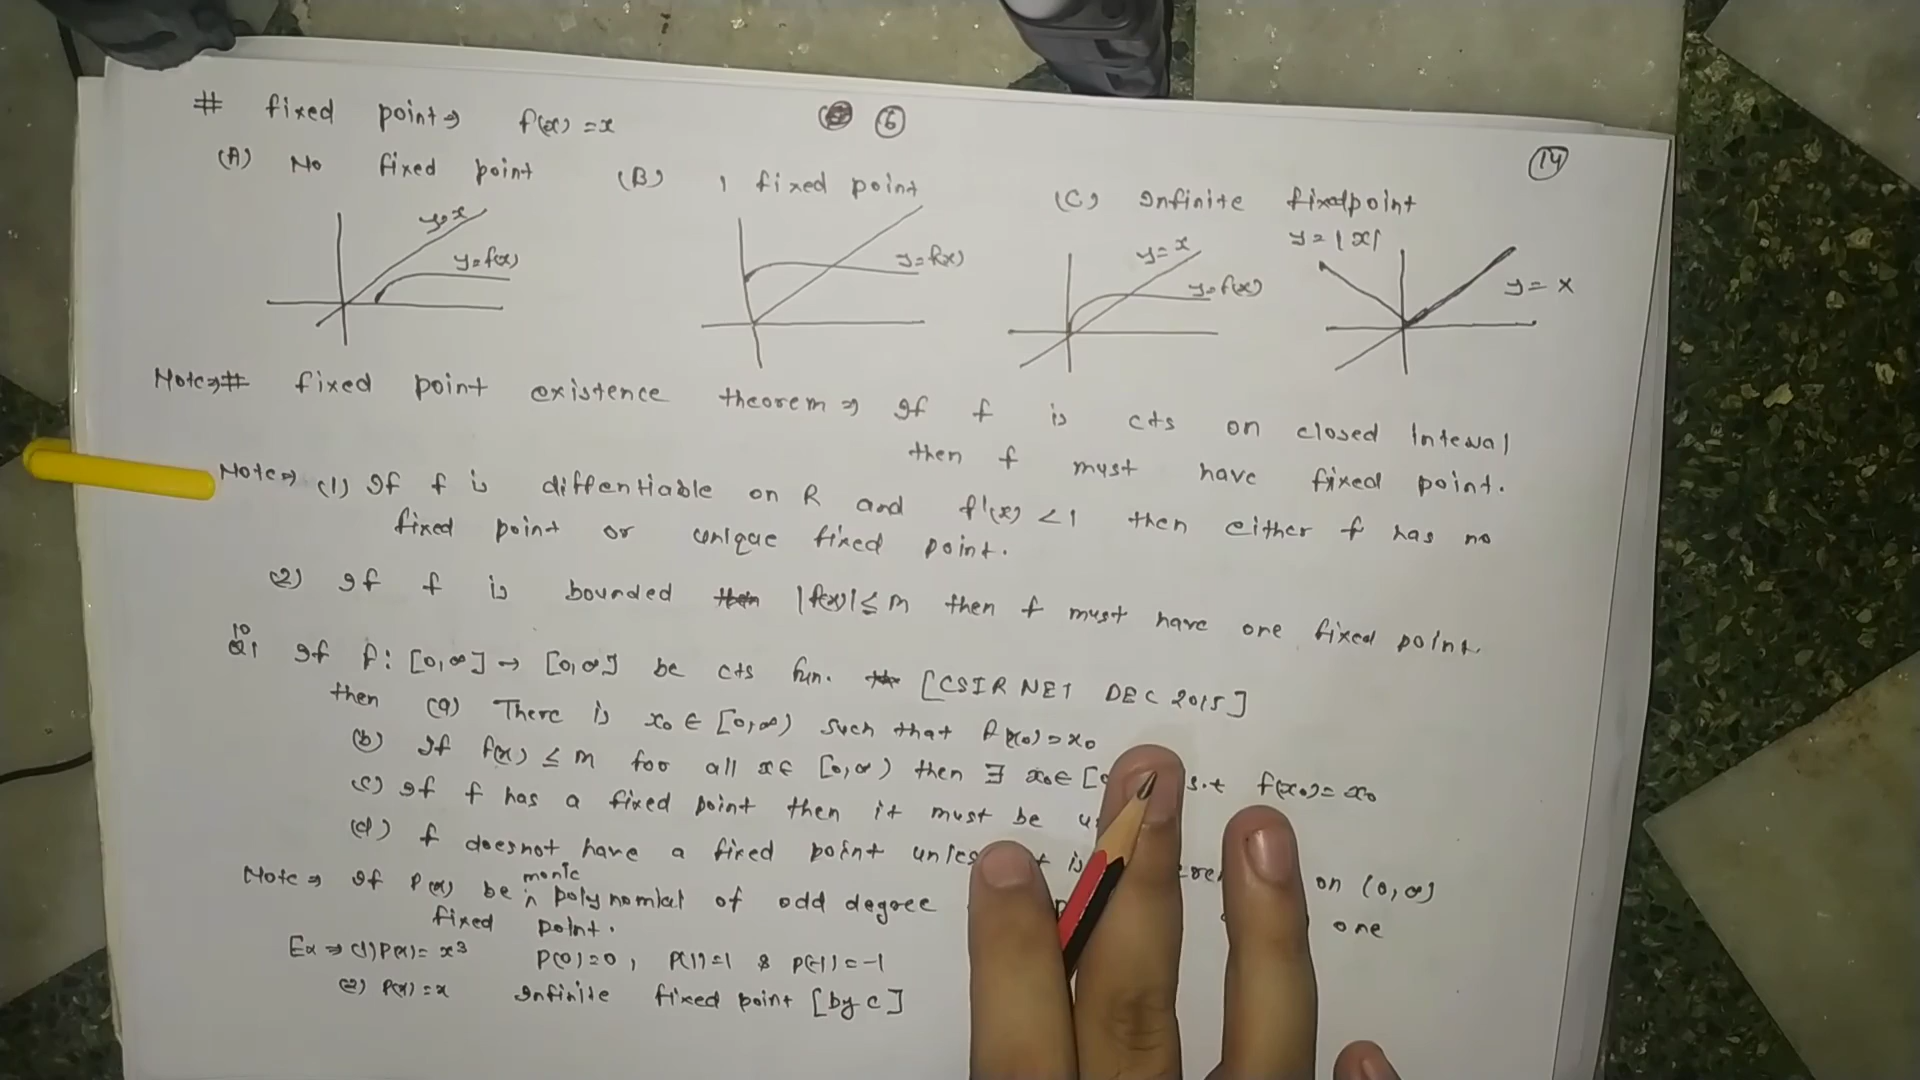 # fixed point⇒ f(x) = x
6
14
(A) No fixed point (B) 1 fixed point (C) Infinite fixedpoint
y=x
y=f(x)
y=f(x)
y=x
y=f(x)
y=|x|
y=x
Note⇒# fixed point existence theorem⇒ If f is cts on closed interval
then f must have fixed point.
Note⇒ (1) If f is diffentiable on R and f'(x) <1 then either f has no
fixed point or unique fixed point.
(2) If f is bounded |f(x)|≤M then f must have one fixed point.
10
Q1 If f: [0,∞] → [0,∞] be cts fun. [CSIR NET DEC 2015]
then (a) There is x₀ ∈ [0,∞) such that f(x₀)=x₀
(b) If f(x) ≤ M for all x∈ [0,∞) then ∃ x₀∈ s.t f(x₀)=x₀
(c) If f has a fixed point then it must be
(d) f doesnot have a fixed point on (0,∞)
Note⇒ If P(x) be monic polynomial of odd degree one
fixed point.
Ex⇒ (1) P(x)= x³ P(0)=0, P(1)=1 & P(-1)=-1
(2) P(x)=x Infinite fixed point [by c]